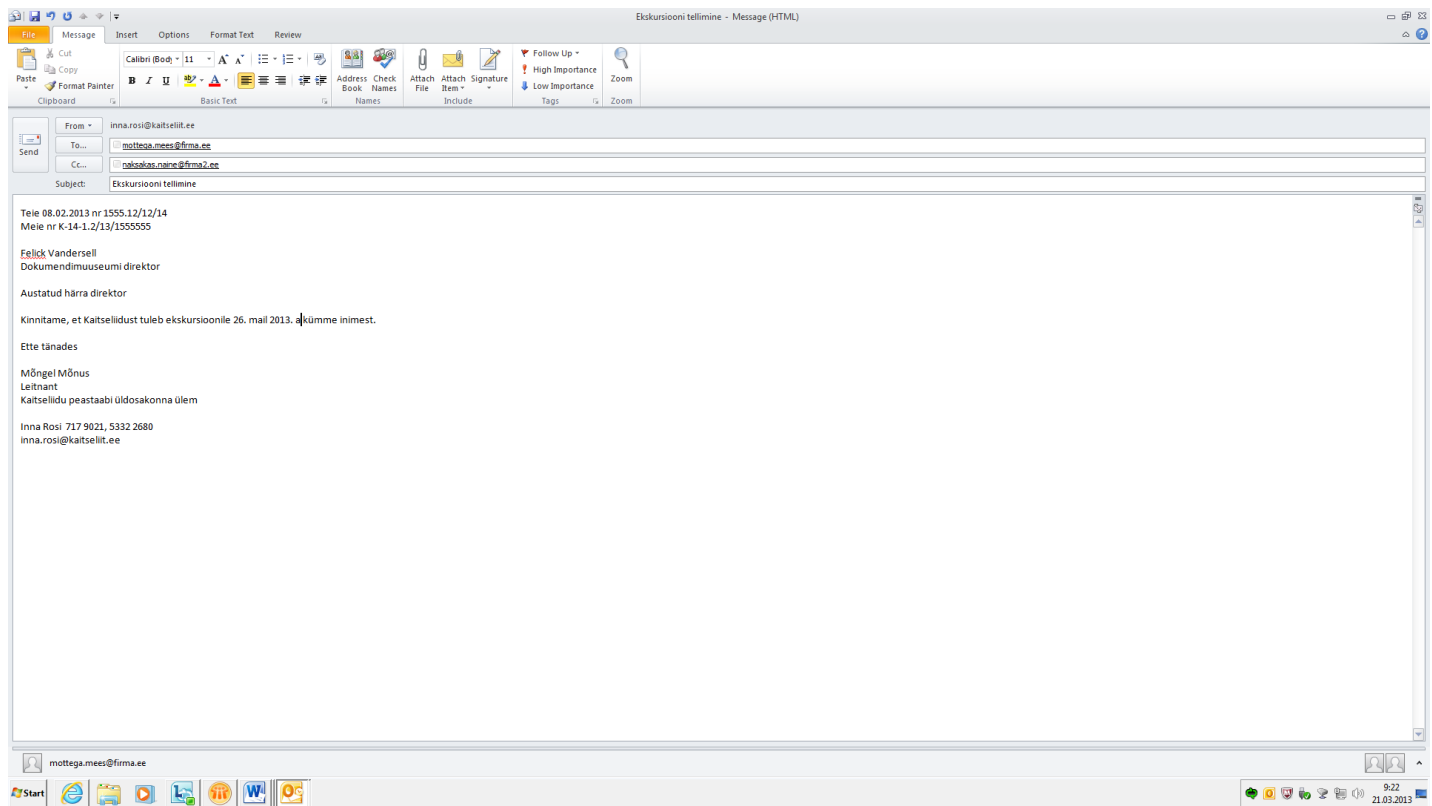 Ekskursiooni tellimine - Message (HTML)
File Message Insert Options Format Text Review
Paste
Cut
Copy
Format Painter
Clipboard
Calibri (Body 11
B I U
Basic Text
Address Book
Check Names
Names
Attach File
Attach Item
Signature
Include
Follow Up
High Importance
Low Importance
Tags
Zoom
Zoom
Send
From inna.rosi@kaitseliit.ee
To... mottega.mees@firma.ee
Cc... naksakas.naine@firma2.ee
Subject: Ekskursiooni tellimine
Teie 08.02.2013 nr 1555.12/12/14
Meie nr K-14-1.2/13/1555555
Felick Vandersell
Dokumendimuuseumi direktor
Austatud härra direktor
Kinnitame, et Kaitseliidust tuleb ekskursioonile 26. mail 2013. a kümme inimest.
Ette tänades
Mõngel Mõnus
Leitnant
Kaitseliidu peastaabi üldosakonna ülem
Inna Rosi 717 9021, 5332 2680
inna.rosi@kaitseliit.ee
mottega.mees@firma.ee
Start
9:22
21.03.2013